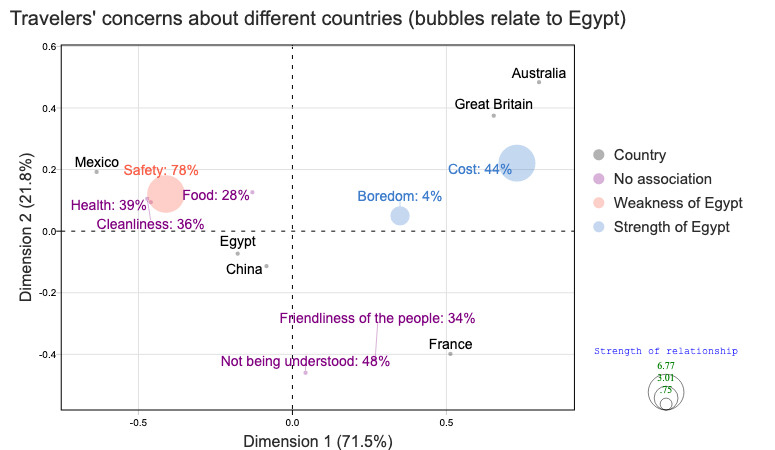 Travelers' concerns about different countries (bubbles relate to Egypt)
0.6
Australia
Great Britain
0.4
Mexico
Safety: 78%
Cost: 44%
0.2
Food: 28%
Boredom: 4%
Health: 39%
Cleanliness: 36%
0.0
Egypt
China
-0.2
Friendliness of the people: 34%
France
-0.4
Not being understood: 48%
-0.5
0.0
0.5
Dimension 1 (71.5%)
Dimension 2 (21.8%)
Country
No association
Weakness of Egypt
Strength of Egypt
Strength of relationship
6.77
3.01
.75